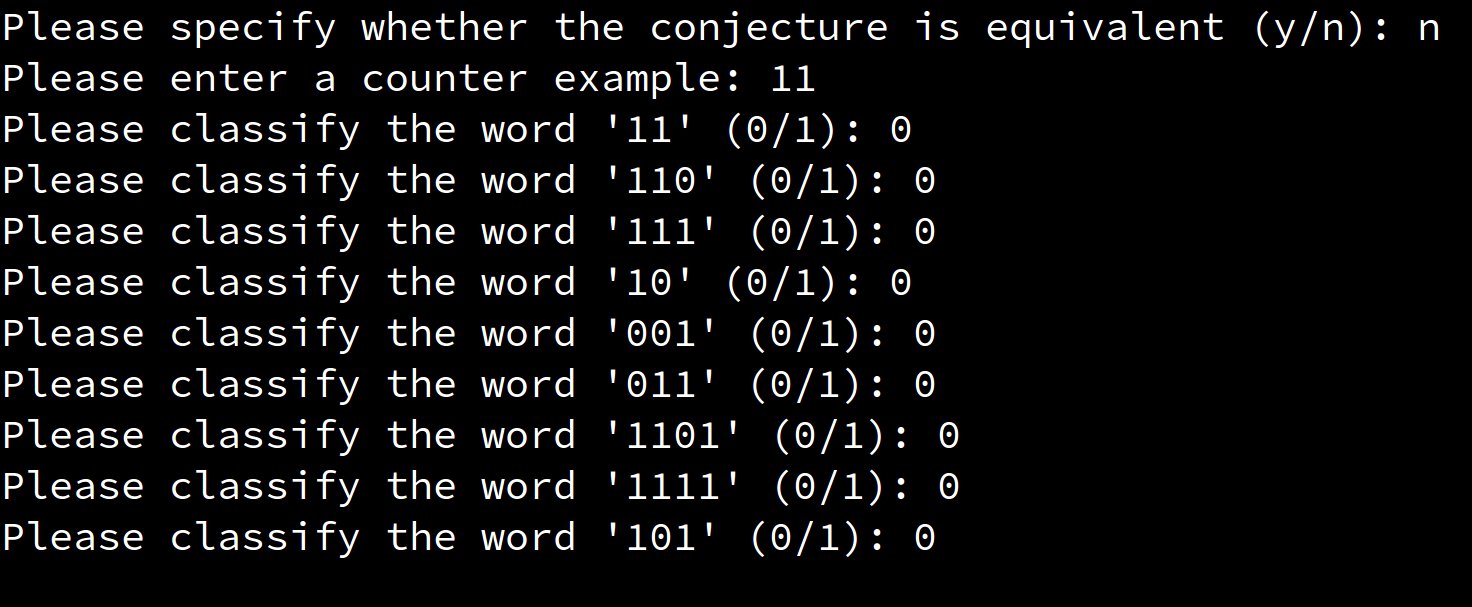 Please specify whether the conjecture is equivalent (y/n): n
Please enter a counter example: 11
Please classify the word '11' (0/1): 0
Please classify the word '110' (0/1): 0
Please classify the word '111' (0/1): 0
Please classify the word '10' (0/1): 0
Please classify the word '001' (0/1): 0
Please classify the word '011' (0/1): 0
Please classify the word '1101' (0/1): 0
Please classify the word '1111' (0/1): 0
Please classify the word '101' (0/1): 0